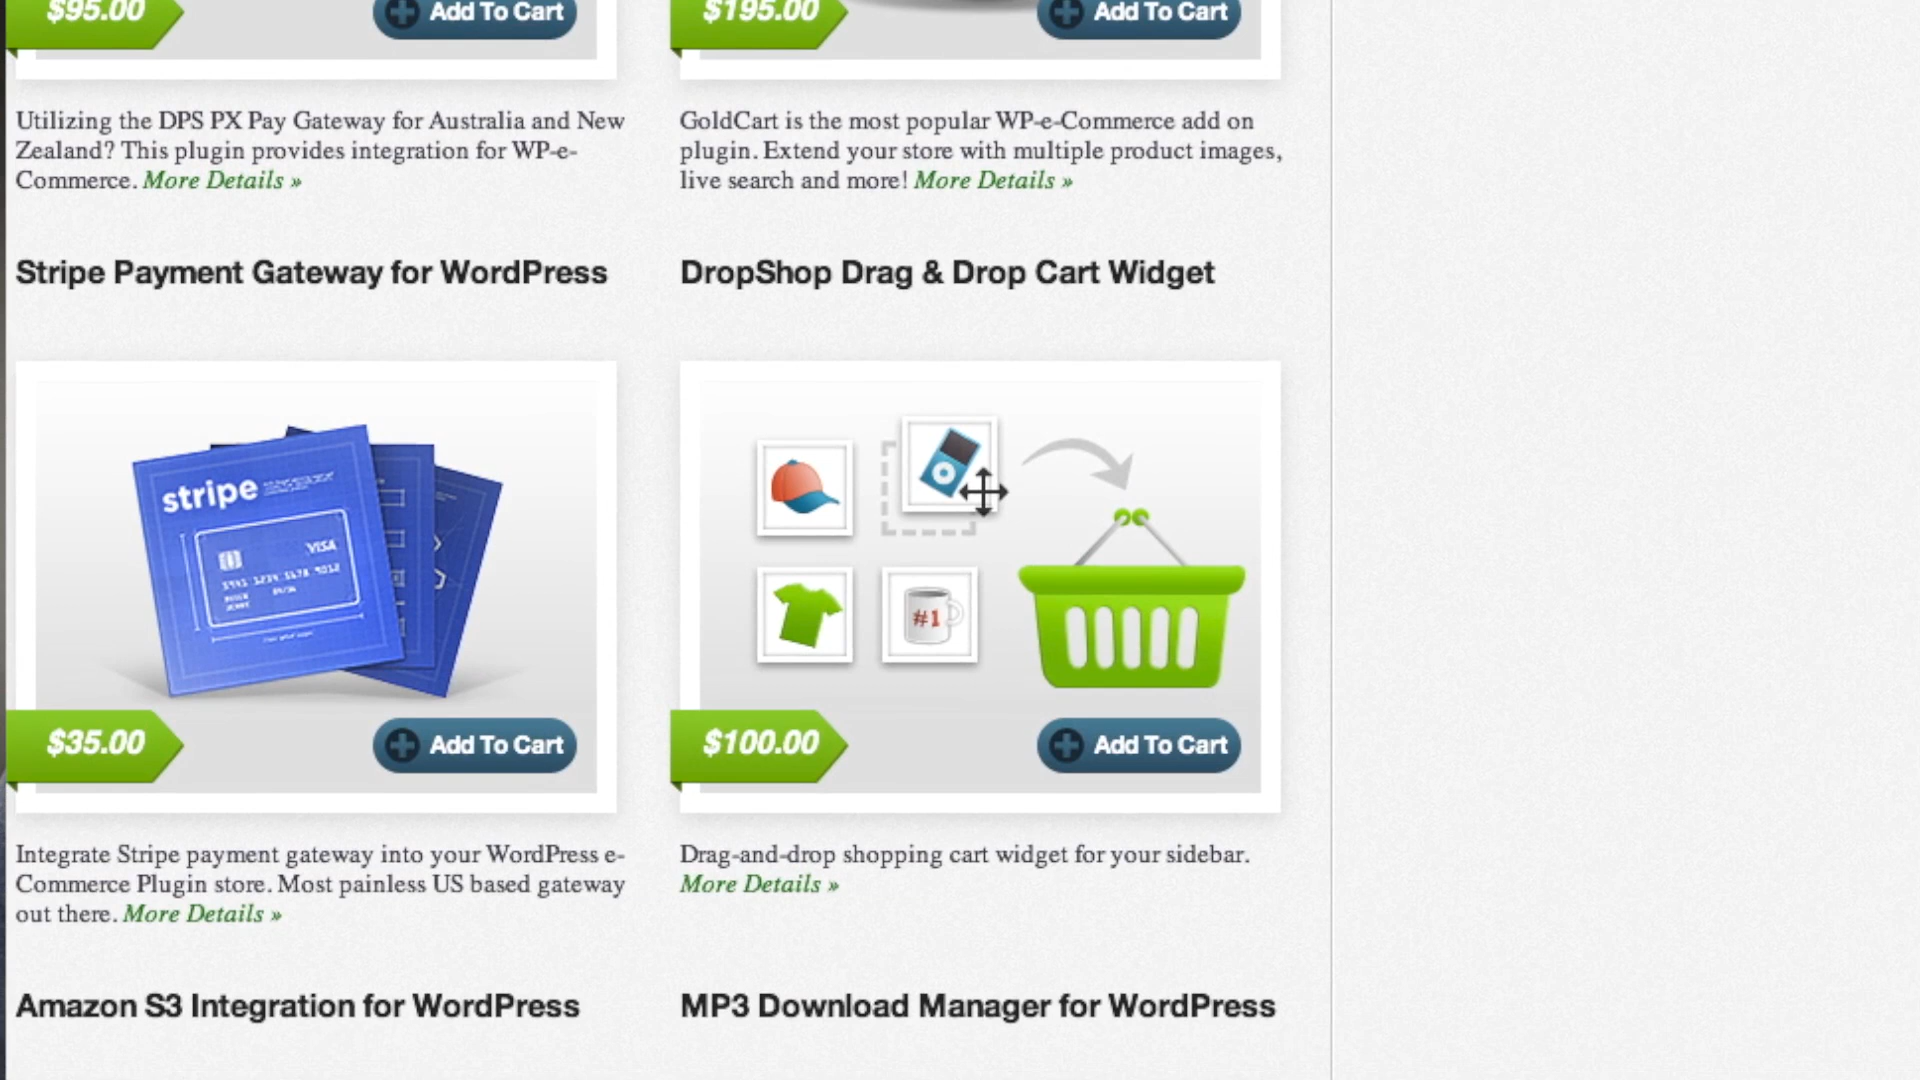 $95.00
Add To Cart
$195.00
Add To Cart
Utilizing the DPS PX Pay Gateway for Australia and New
Zealand? This plugin provides integration for WP-e-
Commerce. More Details »
GoldCart is the most popular WP-e-Commerce add on
plugin. Extend your store with multiple product images,
live search and more! More Details »
Stripe Payment Gateway for WordPress
stripe
VISA
$35.00
Add To Cart
Integrate Stripe payment gateway into your WordPress e-
Commerce Plugin store. Most painless US based gateway
out there. More Details »
DropShop Drag & Drop Cart Widget
#1
$100.00
Add To Cart
Drag-and-drop shopping cart widget for your sidebar.
More Details »
Amazon S3 Integration for WordPress
MP3 Download Manager for WordPress